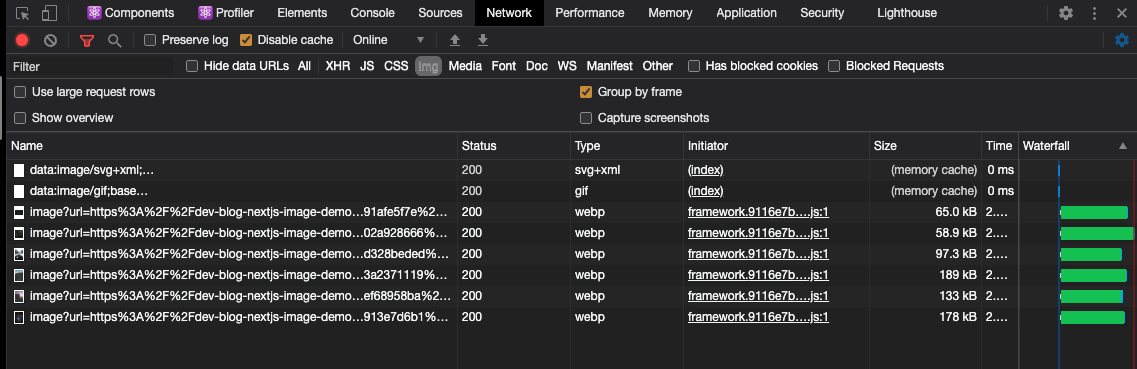 Components Profiler Elements Console Sources Network Performance Memory Application Security Lighthouse
Preserve log Disable cache Online
Filter Hide data URLs All XHR JS CSS Img Media Font Doc WS Manifest Other Has blocked cookies Blocked Requests
Use large request rows Group by frame
Show overview Capture screenshots
Name Status Type Initiator Size Time Waterfall
data:image/svg+xml;… 200 svg+xml (index) (memory cache) 0 ms
data:image/gif;base… 200 gif (index) (memory cache) 0 ms
image?url=https%3A%2F%2Fdev-blog-nextjs-image-demo…91afe5f7e%2… 200 webp framework.9116e7b….js:1 65.0 kB 2.…
image?url=https%3A%2F%2Fdev-blog-nextjs-image-demo…02a928666%… 200 webp framework.9116e7b….js:1 58.9 kB 2.…
image?url=https%3A%2F%2Fdev-blog-nextjs-image-demo…d328beded%… 200 webp framework.9116e7b….js:1 97.3 kB 2.…
image?url=https%3A%2F%2Fdev-blog-nextjs-image-demo…3a2371119%… 200 webp framework.9116e7b….js:1 189 kB 2.…
image?url=https%3A%2F%2Fdev-blog-nextjs-image-demo…ef68958ba%… 200 webp framework.9116e7b….js:1 133 kB 2.…
image?url=https%3A%2F%2Fdev-blog-nextjs-image-demo…913e7d6b1%… 200 webp framework.9116e7b….js:1 178 kB 2.…